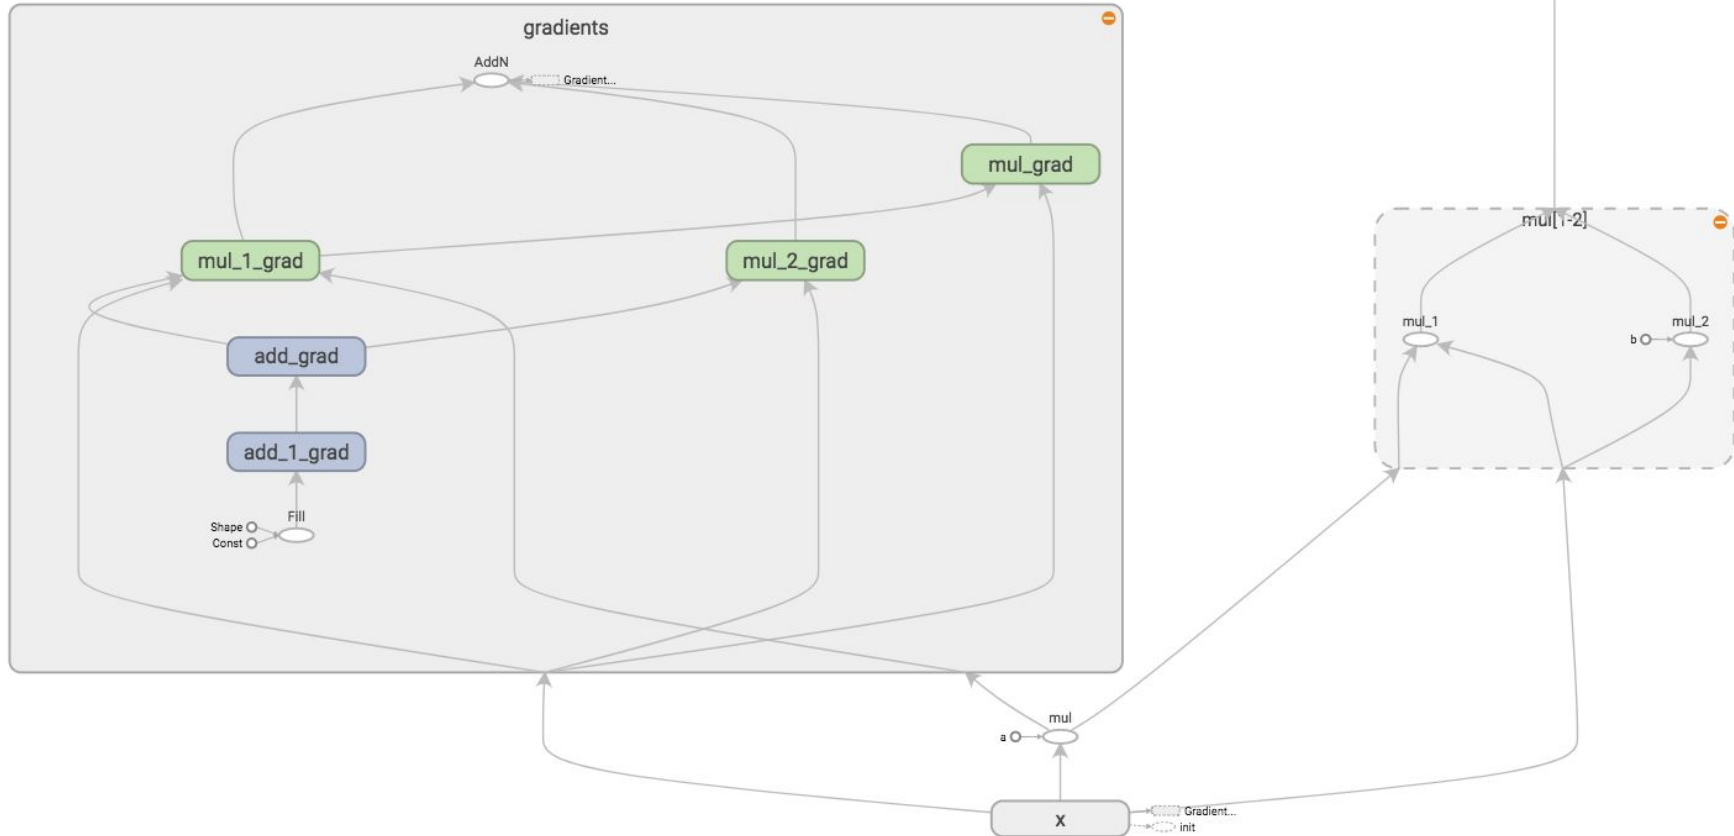 gradients
AddN
Gradient...
mul_grad
mul_1_grad
mul_2_grad
add_grad
add_1_grad
Fill
Shape
Const
mul[1-2]
mul_1
mul_2
b
mul
a
x
Gradient...
init